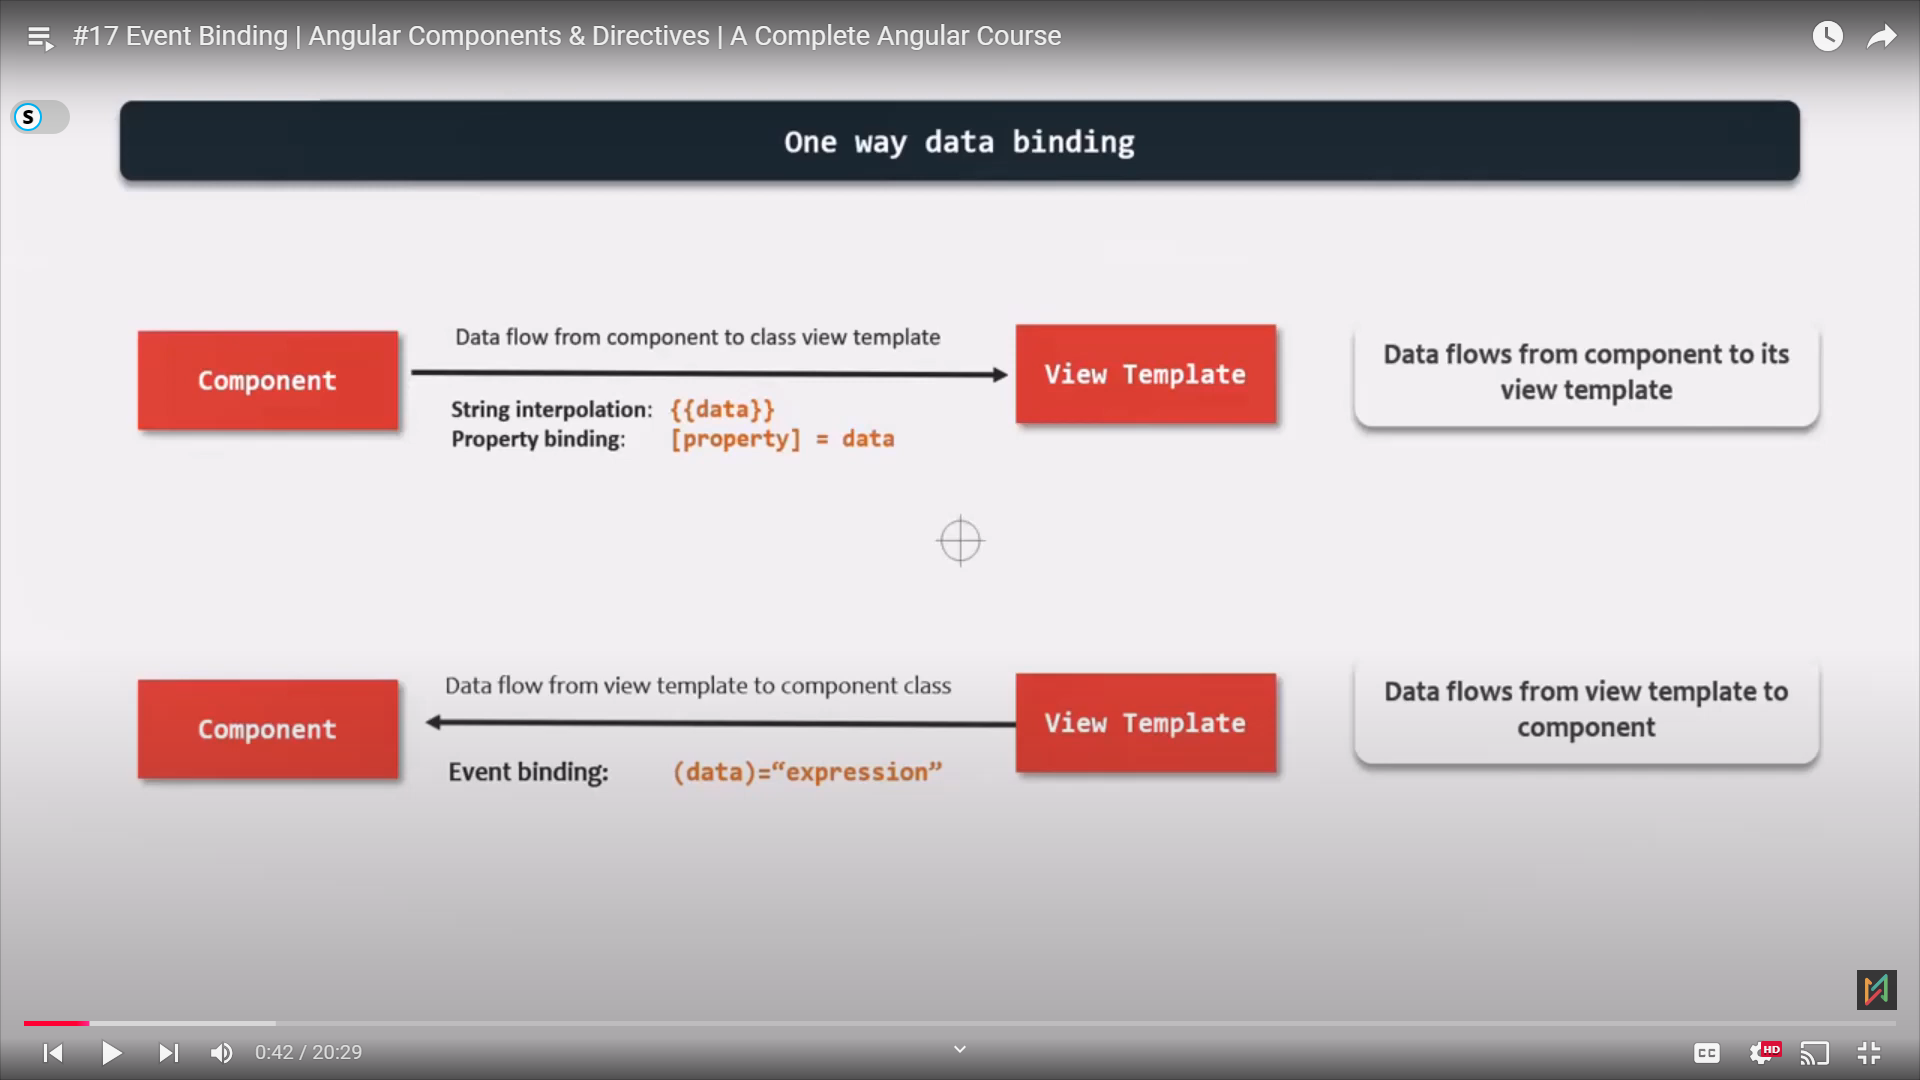 #17 Event Binding | Angular Components & Directives | A Complete Angular Course
S
One way data binding
Data flow from component to class view template
Component
View Template
String interpolation: {{data}}
Property binding: [property] = data
Data flows from component to its
view template
Data flow from view template to component class
Component
View Template
Event binding: (data)=“expression”
Data flows from view template to
component
0:42 / 20:29
CC
HD